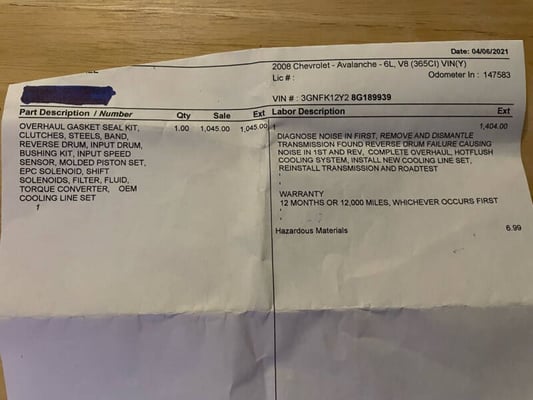 Date: 04/06/2021
2008 Chevrolet - Avalanche - 6L, V8 (365CI) VIN(Y)
Lic # :
Odometer In : 147583
VIN # : 3GNFK12Y2 8G189939
Part Description / Number Qty Sale Ext
Labor Description Ext
OVERHAUL GASKET SEAL KIT, 1.00 1,045.00 1,045.00
CLUTCHES, STEELS, BAND,
REVERSE DRUM, INPUT DRUM,
BUSHING KIT, INPUT SPEED
SENSOR, MOLDED PISTON SET,
EPC SOLENOID, SHIFT
SOLENOIDS, FILTER, FLUID,
TORQUE CONVERTER, OEM
COOLING LINE SET
1
1,404.00
DIAGNOSE NOISE IN FIRST, REMOVE AND DISMANTLE
TRANSMISSION FOUND REVERSE DRUM FAILURE CAUSING
NOISE IN 1ST AND REV, COMPLETE OVERHAUL, HOTFLUSH
COOLING SYSTEM, INSTALL NEW COOLING LINE SET,
REINSTALL TRANSMISSION AND ROADTEST
WARRANTY
12 MONTHS OR 12,000 MILES, WHICHEVER OCCURS FIRST
Hazardous Materials 6.99